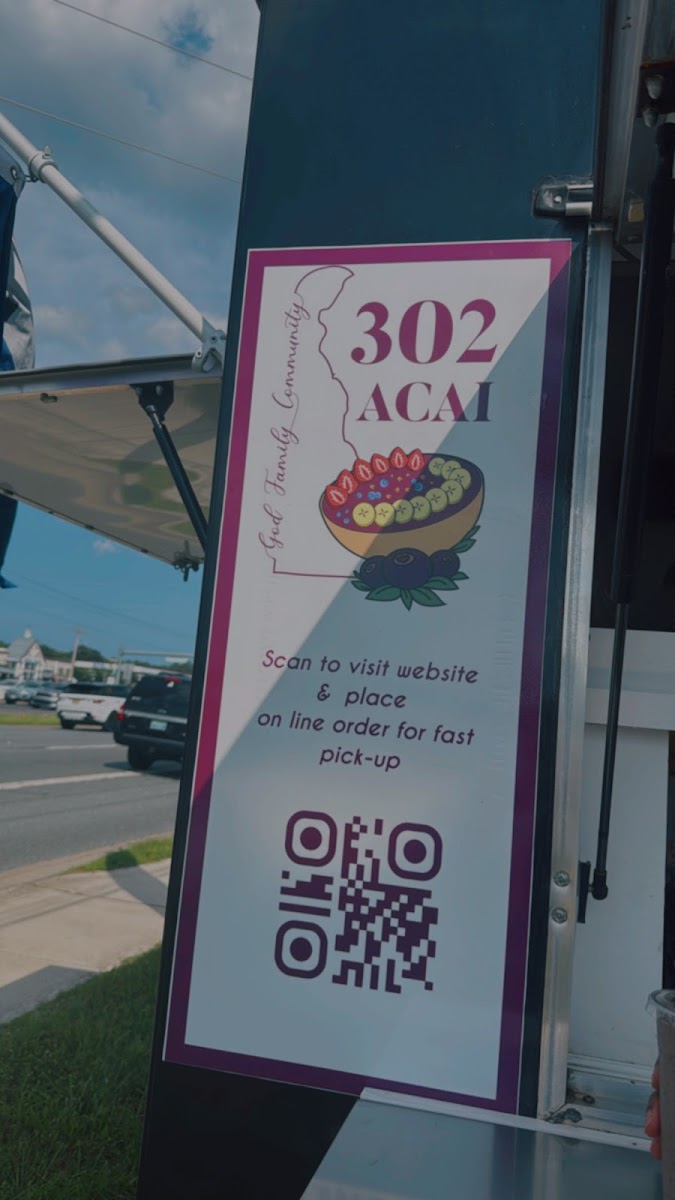 302
ACAI
God Family Community
Scan to visit website
& place
on line order for fast
pick-up